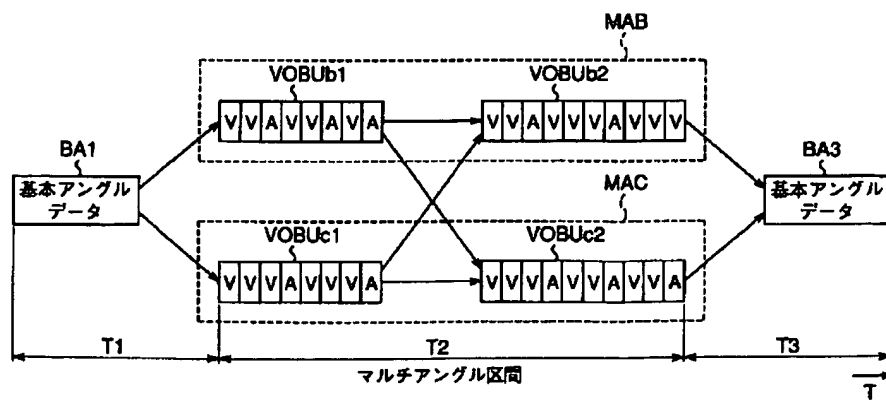 MAB
VOBUb1 VOBUb2
V V A V V A V A
V V A V V V A V V V
BA1
基本アングル
データ
BA3
基本アングル
データ
MAC
VOBUc1 VOBUc2
V V V A V V V A
V V V A V V A V V A
T1 T2 T3
マルチアングル区間
T